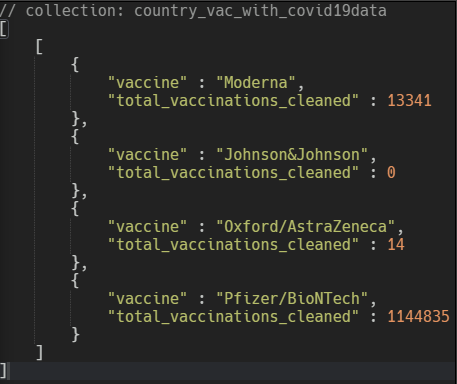 // collection: country_vac_with_covid19data
[
    [
        {
            "vaccine" : "Moderna",
            "total_vaccinations_cleaned" : 13341
        },
        {
            "vaccine" : "Johnson&Johnson",
            "total_vaccinations_cleaned" : 0
        },
        {
            "vaccine" : "Oxford/AstraZeneca",
            "total_vaccinations_cleaned" : 14
        },
        {
            "vaccine" : "Pfizer/BioNTech",
            "total_vaccinations_cleaned" : 1144835
        }
    ]
]